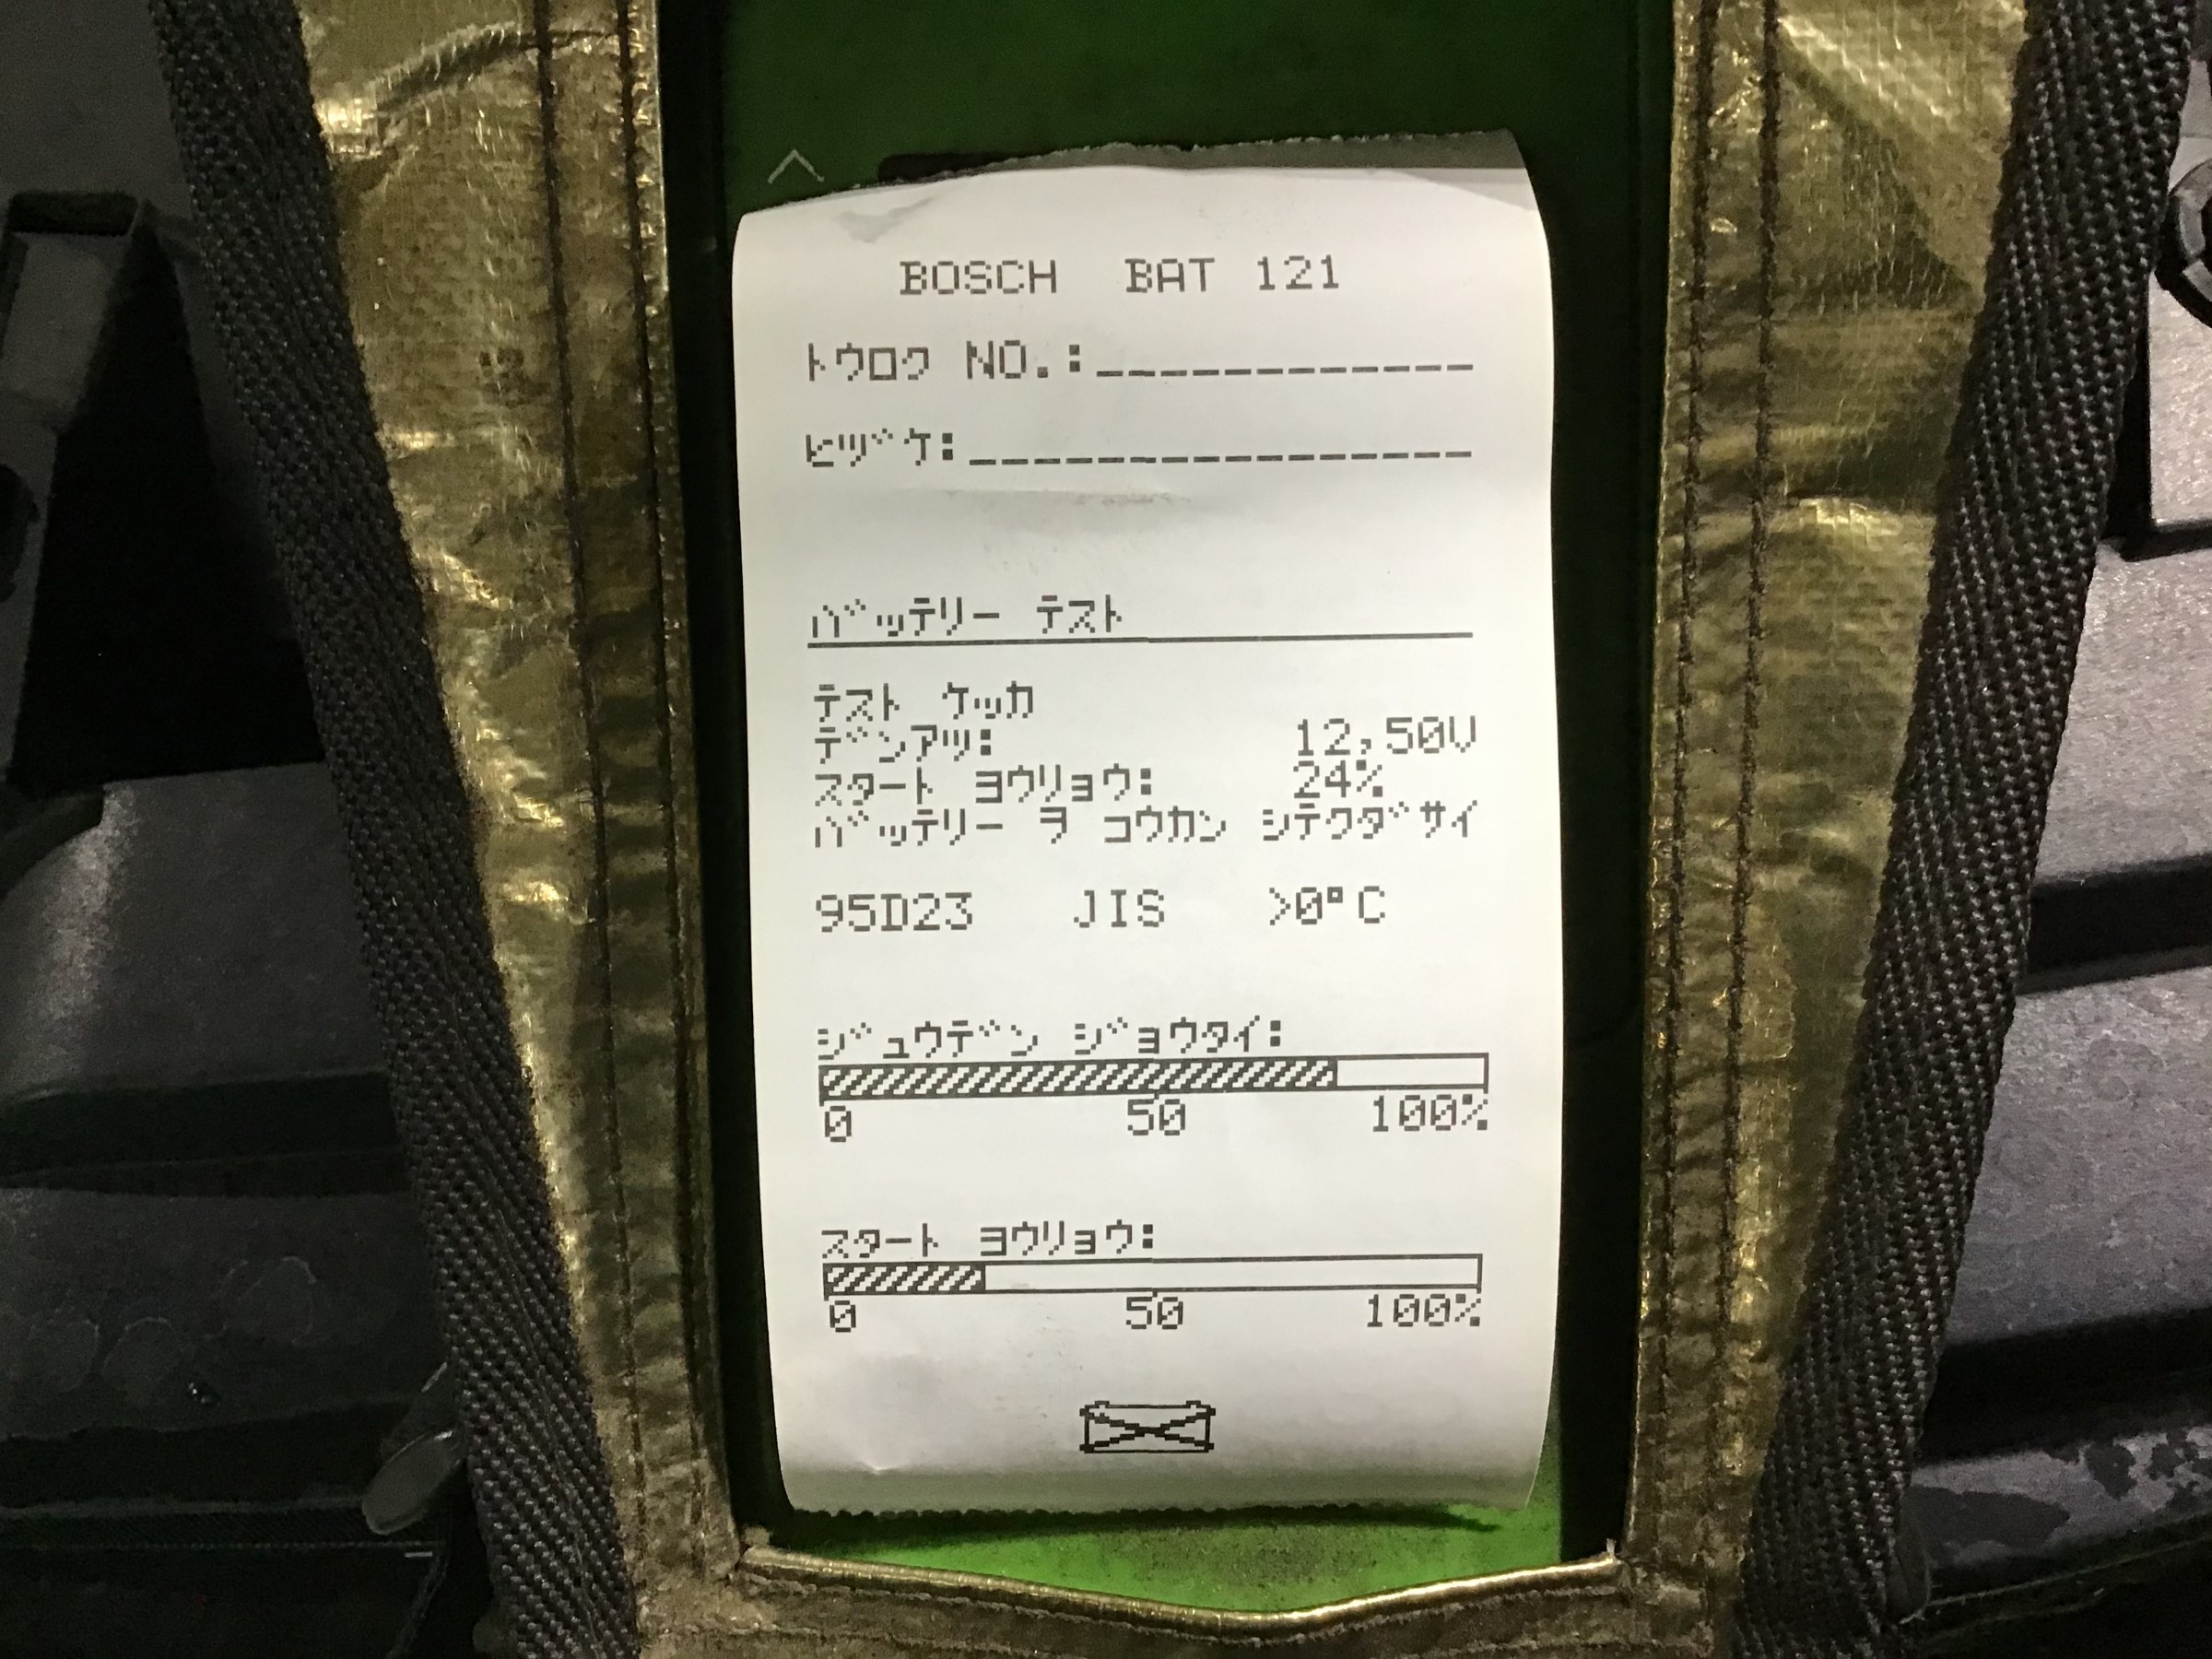 BOSCH BAT 121
トウロク NO.:_____________
ヒヅケ:________________
バッテリー テスト
テスト ケッカ
デンアツ: 12,50V
スタート ヨウリョウ: 24%
バッテリー ヲ コウカン シテクダサイ
95D23 JIS >0°C
ジュウデン ジョウタイ:
0 50 100%
スタート ヨウリョウ:
0 50 100%